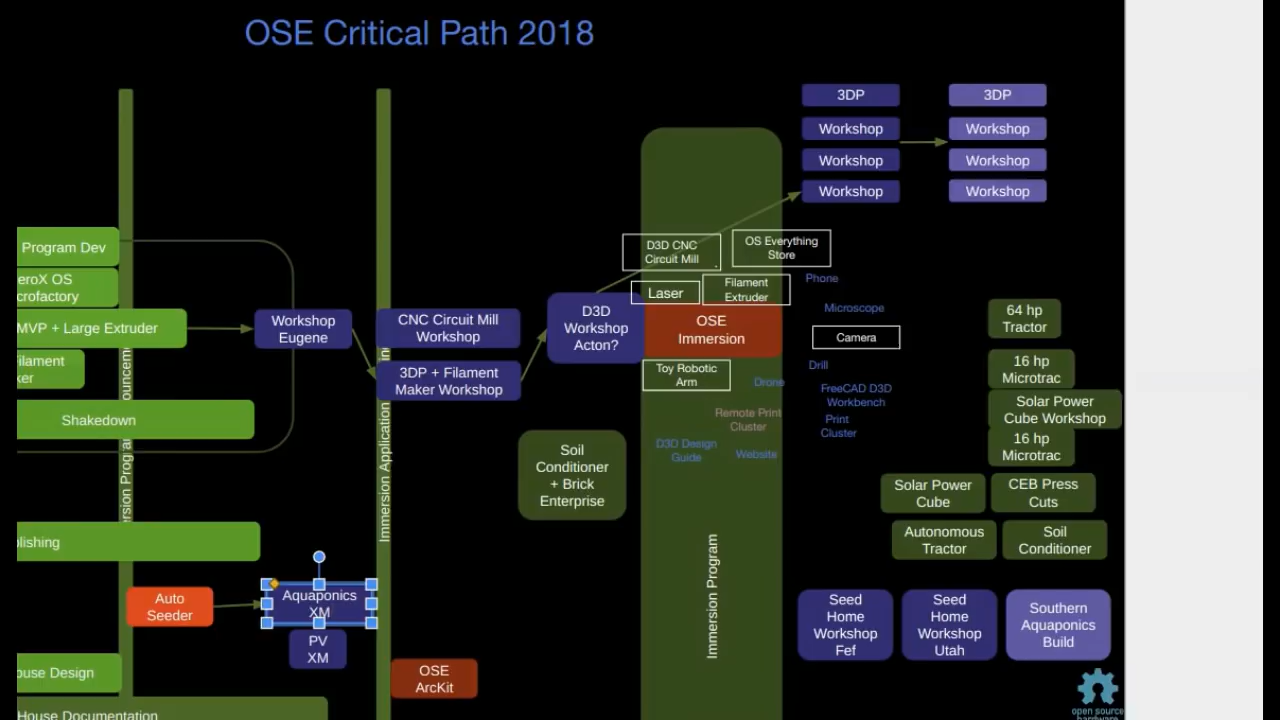 OSE Critical Path 2018
3DP
Workshop
Workshop
Workshop
3DP
Workshop
Workshop
Workshop
Program Dev
eroX OS
crofactory
MVP + Large Extruder
ilament
ker
Shakedown
Workshop
Eugene
CNC Circuit Mill
Workshop
3DP + Filament
Maker Workshop
D3D
Workshop
Acton?
D3D CNC
Circuit Mill
OS Everything
Store
Laser
Filament
Extruder
OSE
Immersion
Toy Robotic
Arm
Drone
Remote Print
Cluster
D3D Design
Guide
Website
Phone
Microscope
Camera
Drill
FreeCAD D3D
Workbench
Print
Cluster
64 hp
Tractor
16 hp
Microtrac
Solar Power
Cube Workshop
16 hp
Microtrac
Solar Power
Cube
CEB Press
Cuts
Autonomous
Tractor
Soil
Conditioner
Soil
Conditioner
+ Brick
Enterprise
Immersion Application
Immersion Program
blishing
Auto
Seeder
Aquaponics
XM
PV
XM
OSE
ArcKit
Seed
Home
Workshop
Fef
Seed
Home
Workshop
Utah
Southern
Aquaponics
Build
ouse Design
House Documentation
open source
hardware